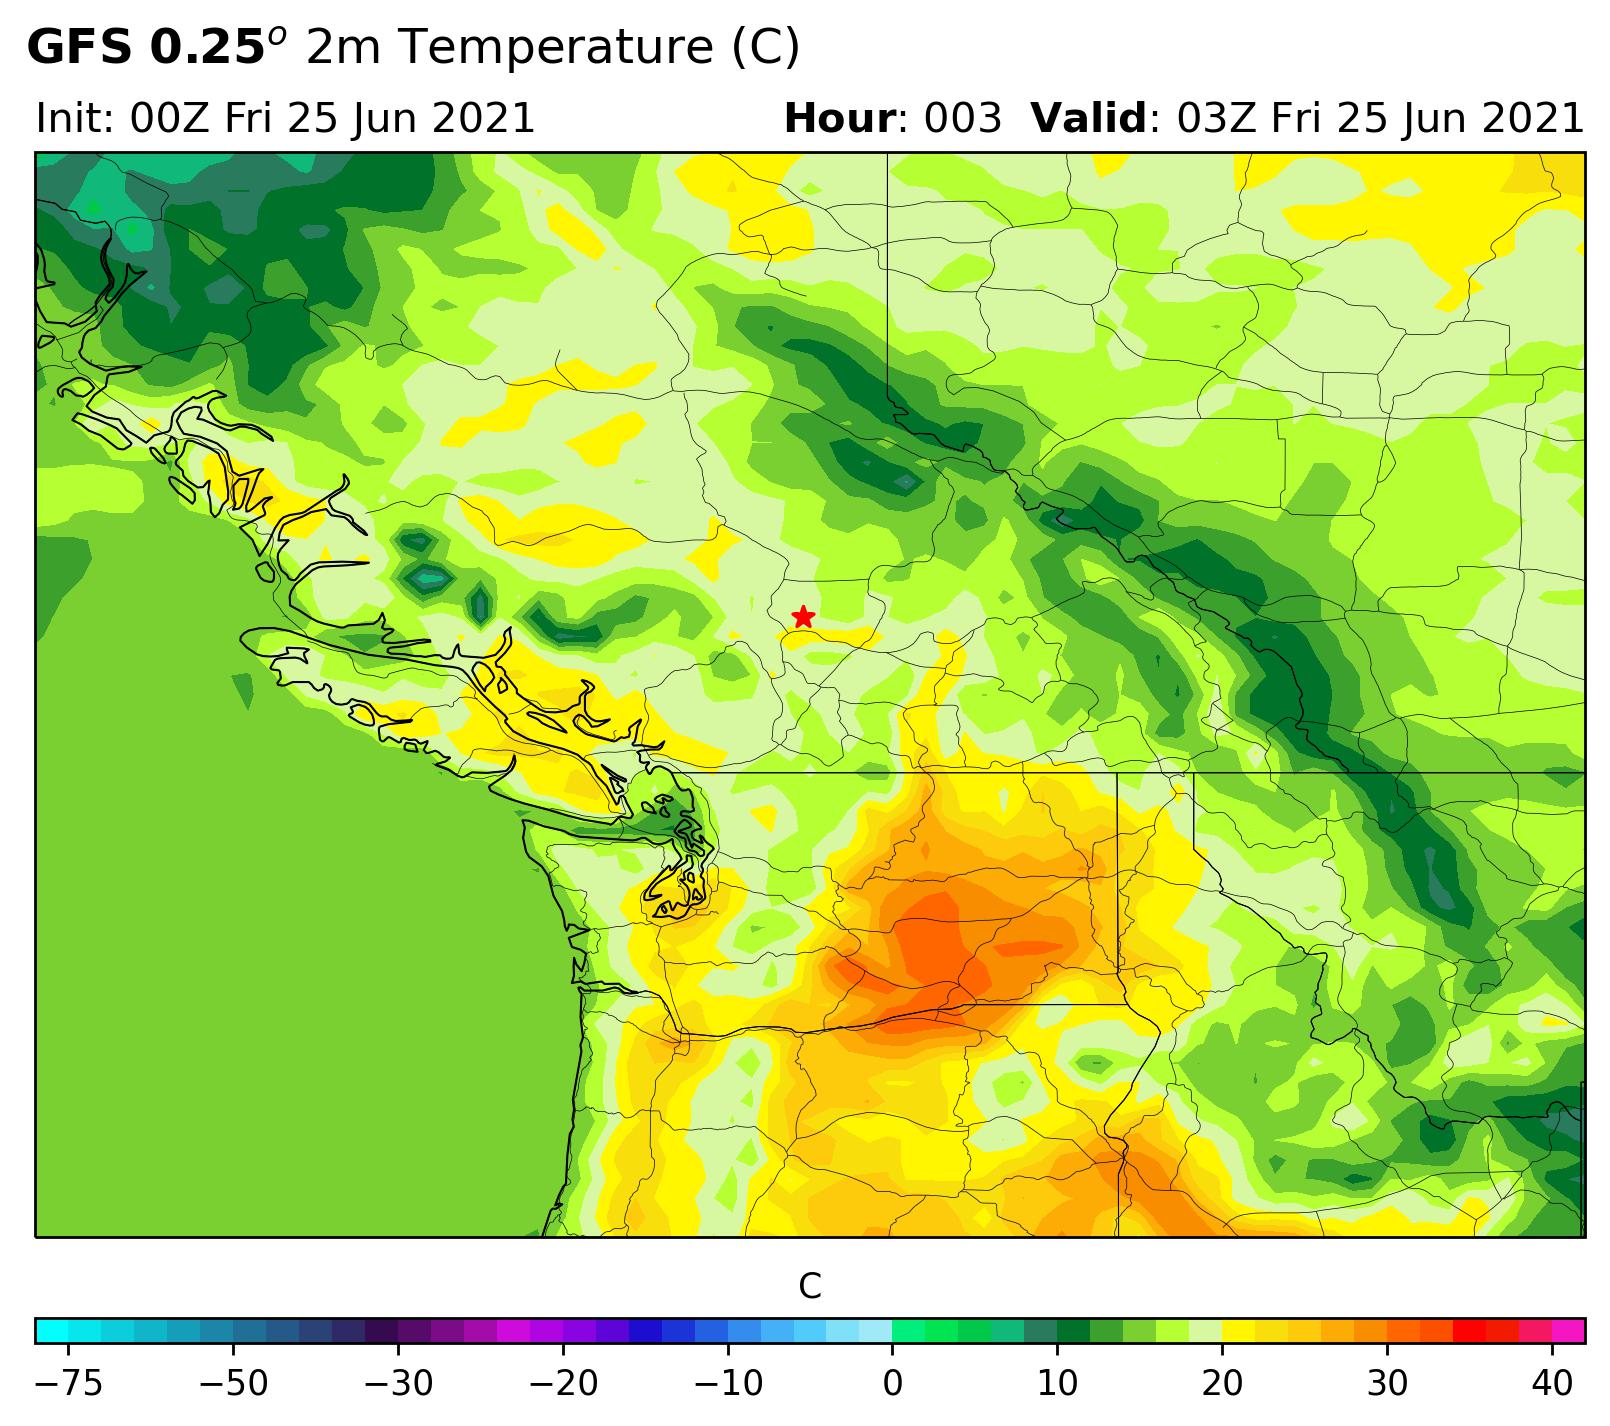 GFS 0.25° 2m Temperature (C)
Init: 00Z Fri 25 Jun 2021 Hour: 003 Valid: 03Z Fri 25 Jun 2021
C
−75 −50 −30 −20 −10 0 10 20 30 40